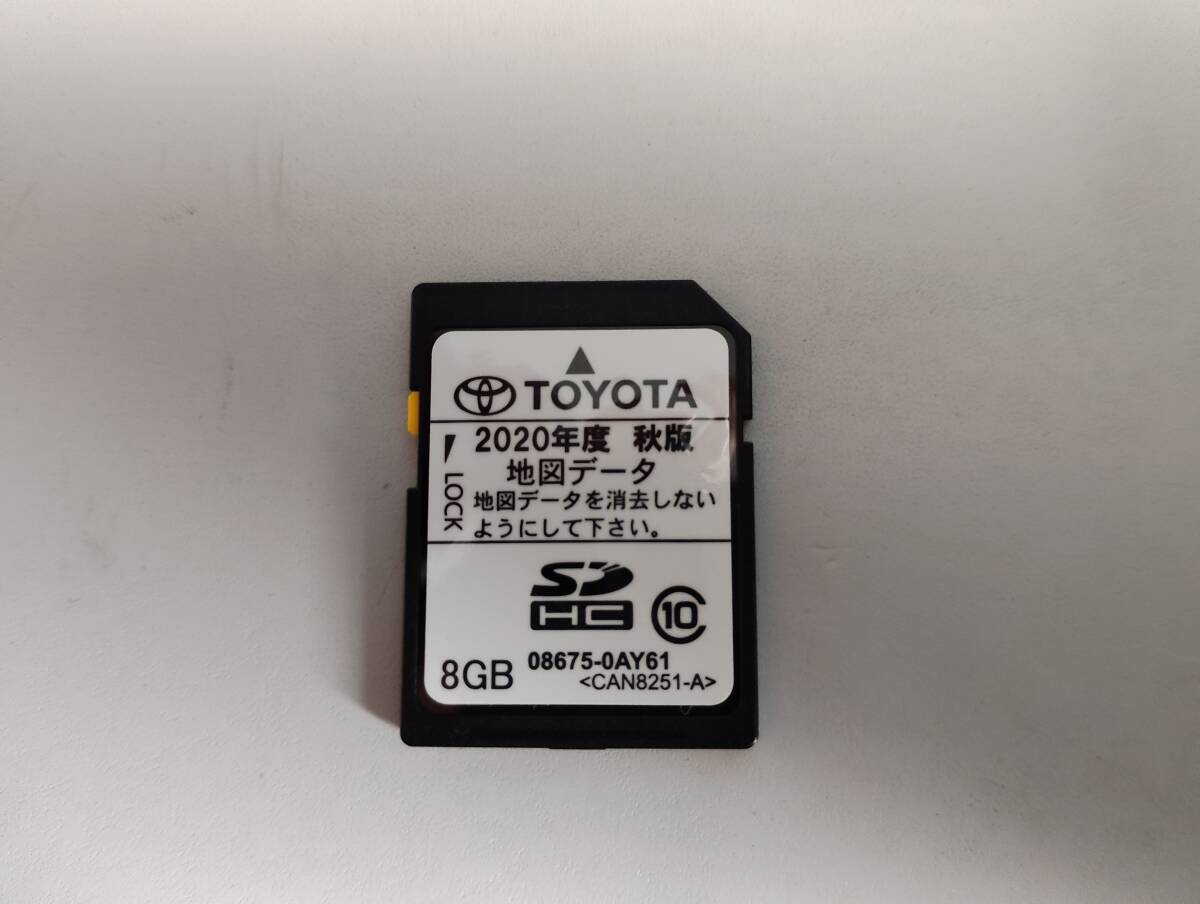 TOYOTA
2020年度 秋版
地図データ
地図データを消去しない
ようにして下さい。
LOCK
SD
HC
10
8GB
08675-0AY61
<CAN8251-A>